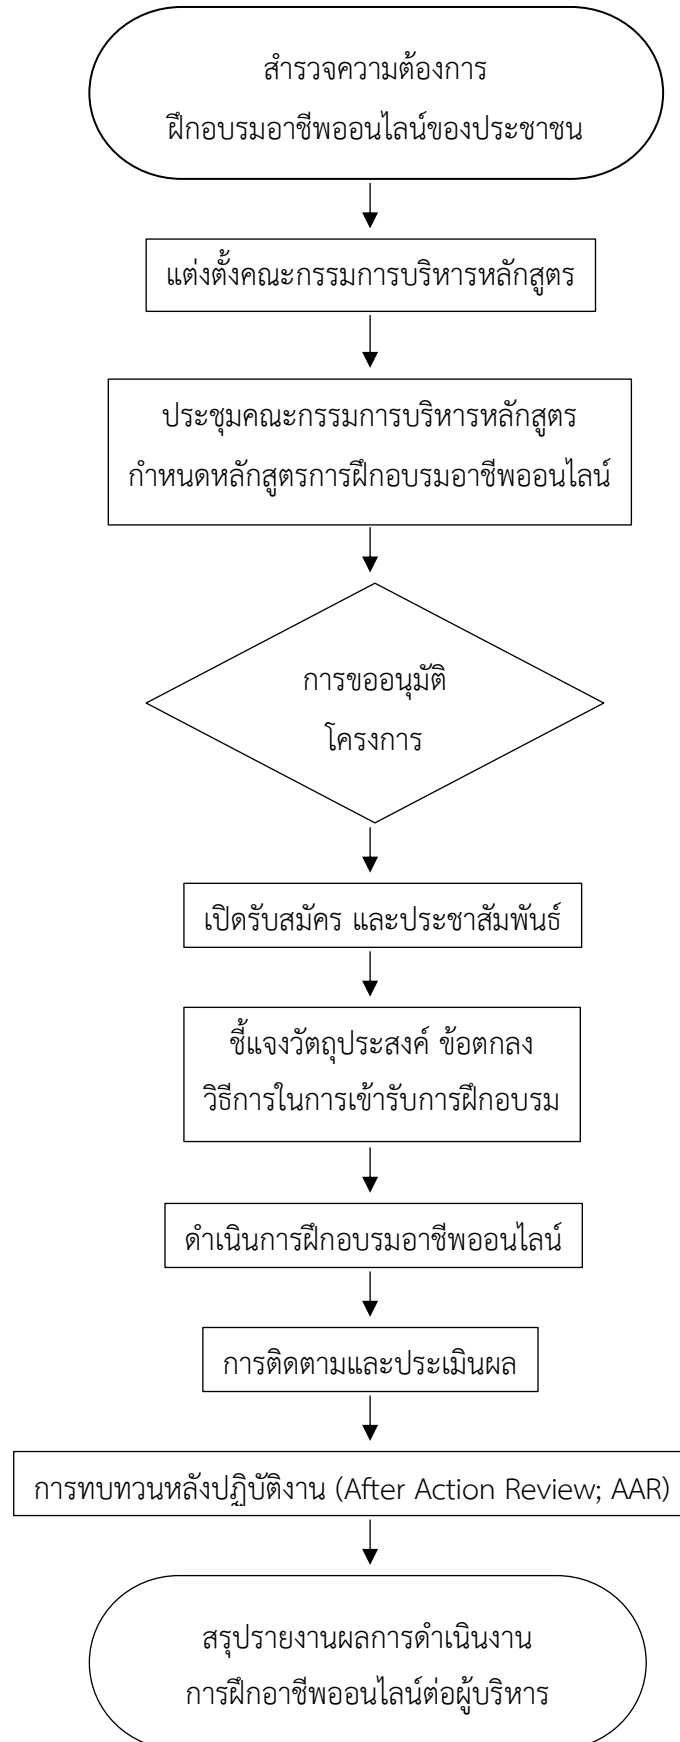 สำรวจความต้องการ
ฝึกอบรมอาชีพออนไลน์ของประชาชน
แต่งตั้งคณะกรรมการบริหารหลักสูตร
ประชุมคณะกรรมการบริหารหลักสูตร
กำหนดหลักสูตรการฝึกอบรมอาชีพออนไลน์
การขออนุมัติ
โครงการ
เปิดรับสมัคร และประชาสัมพันธ์
ชี้แจงวัตถุประสงค์ ข้อตกลง
วิธีการในการเข้ารับการฝึกอบรม
ดำเนินการฝึกอบรมอาชีพออนไลน์
การติดตามและประเมินผล
การทบทวนหลังปฏิบัติงาน (After Action Review; AAR)
สรุปรายงานผลการดำเนินงาน
การฝึกอาชีพออนไลน์ต่อผู้บริหาร